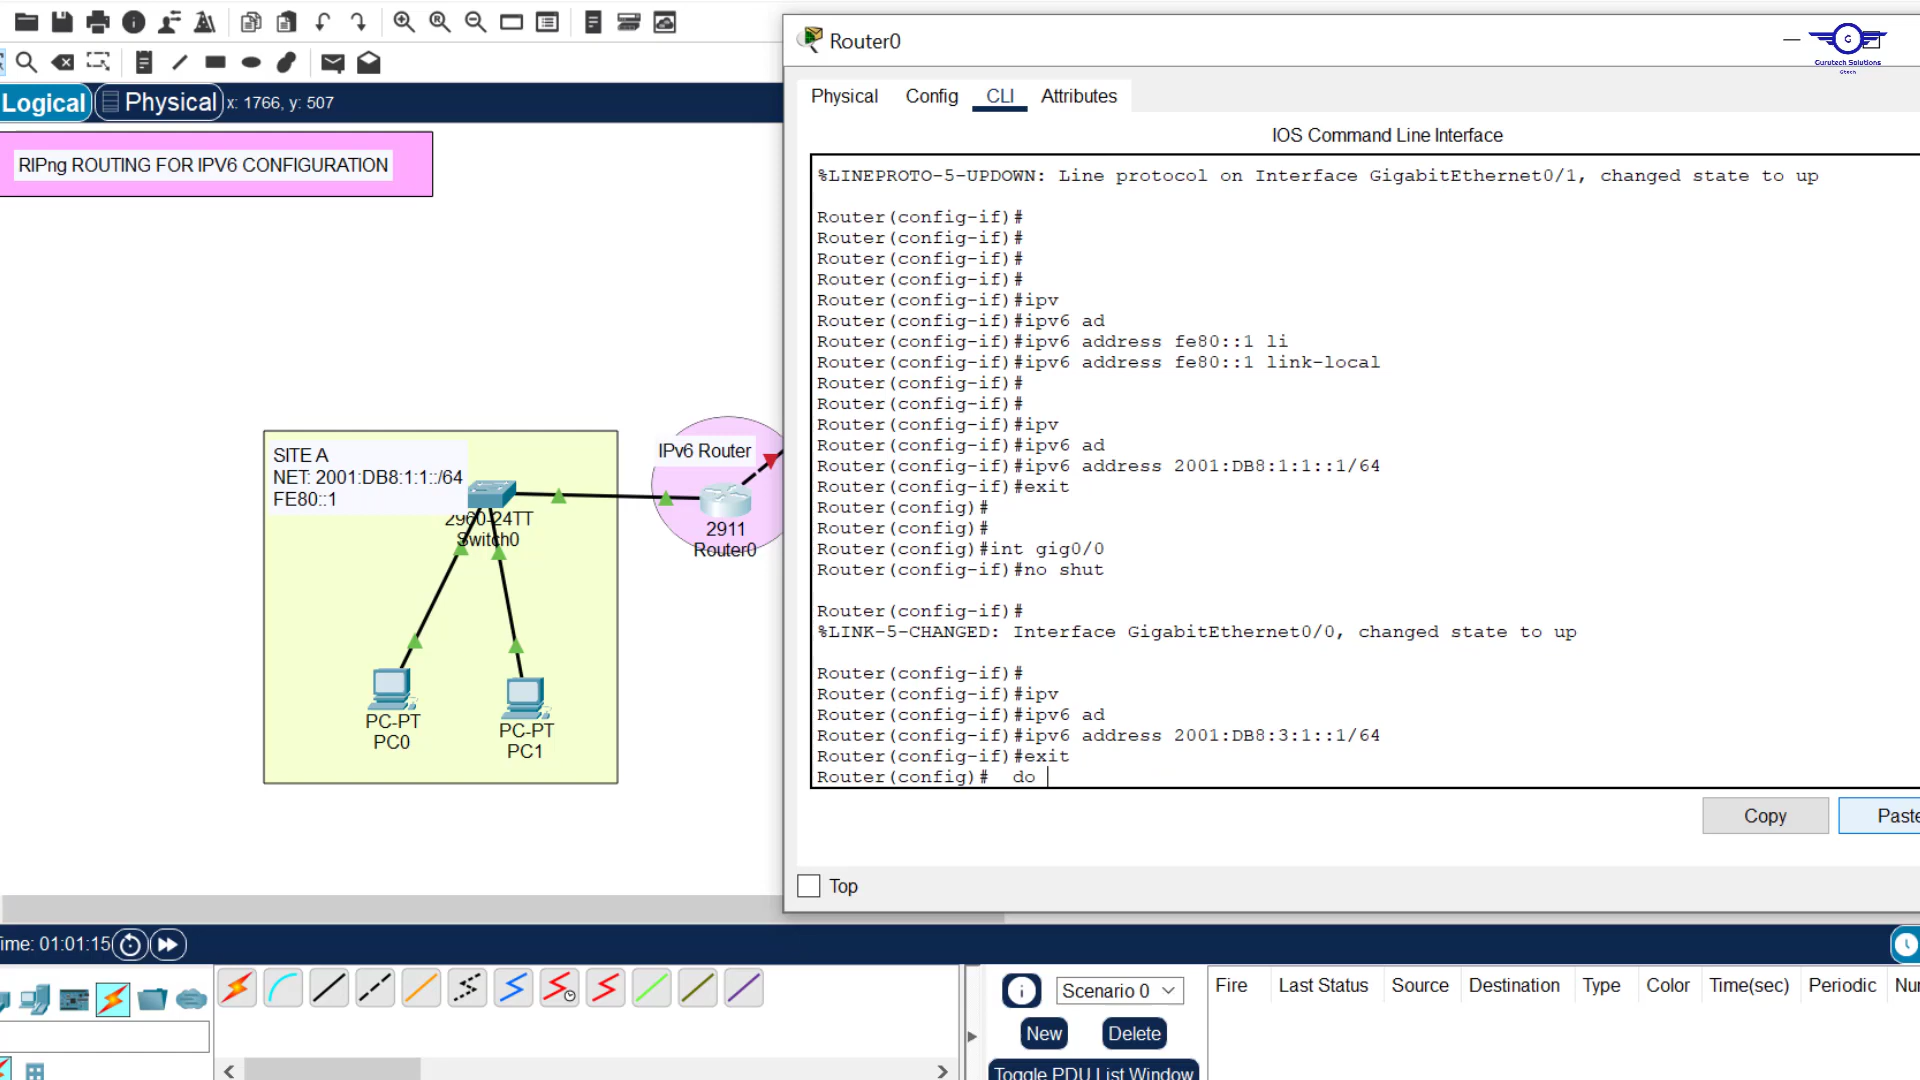 Router0
G
Gurutech Solutions
Gtech
Logical
Physical
x: 1766, y: 507
Physical
Config
CLI
Attributes
IOS Command Line Interface
RIPng ROUTING FOR IPV6 CONFIGURATION
%LINEPROTO-5-UPDOWN: Line protocol on Interface GigabitEthernet0/1, changed state to up
Router(config-if)#
Router(config-if)#
Router(config-if)#
Router(config-if)#
Router(config-if)#ipv
Router(config-if)#ipv6 ad
Router(config-if)#ipv6 address fe80::1 li
Router(config-if)#ipv6 address fe80::1 link-local
Router(config-if)#
Router(config-if)#
Router(config-if)#ipv
Router(config-if)#ipv6 ad
Router(config-if)#ipv6 address 2001:DB8:1:1::1/64
Router(config-if)#exit
Router(config)#
Router(config)#
Router(config)#int gig0/0
Router(config-if)#no shut
Router(config-if)#
%LINK-5-CHANGED: Interface GigabitEthernet0/0, changed state to up
Router(config-if)#
Router(config-if)#ipv
Router(config-if)#ipv6 ad
Router(config-if)#ipv6 address 2001:DB8:3:1::1/64
Router(config-if)#exit
Router(config)#  do
SITE A
NET: 2001:DB8:1:1::/64
FE80::1
2960-24TT
Switch0
IPv6 Router
2911
Router0
PC-PT
PC0
PC-PT
PC1
Copy
Paste
Top
ime: 01:01:15
Scenario 0
New
Delete
Toggle PDU List Window
Fire
Last Status
Source
Destination
Type
Color
Time(sec)
Periodic
Nu